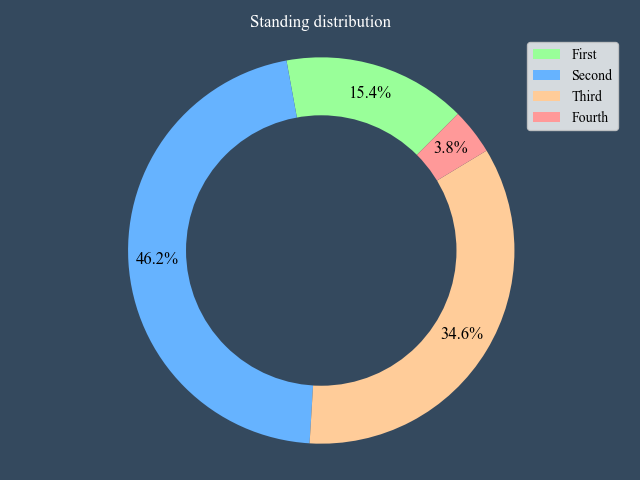 Standing distribution
First
Second
Third
Fourth
15.4%
3.8%
46.2%
34.6%